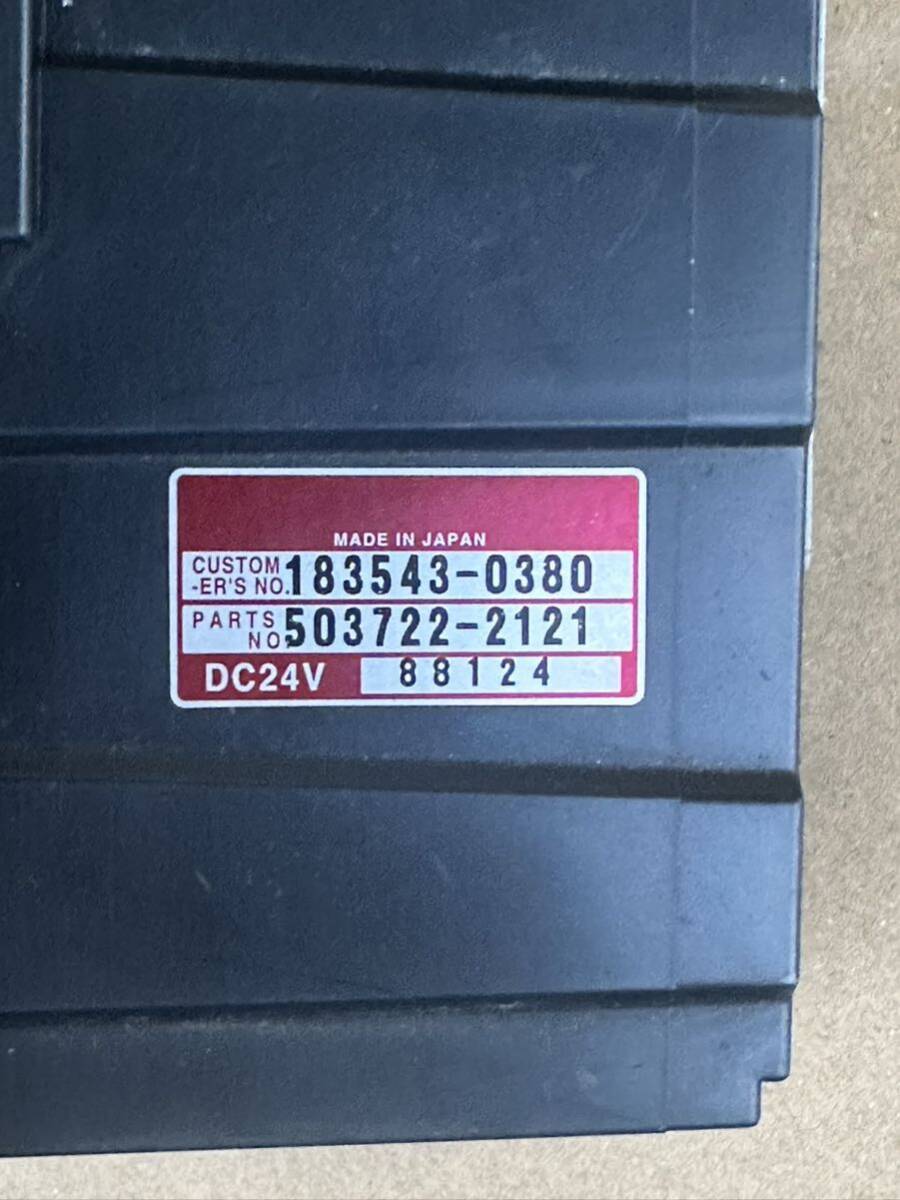 MADE IN JAPAN
CUSTOM
-ER'S NO. 183543-0380
PARTS
NO 503722-2121
DC24V 88124